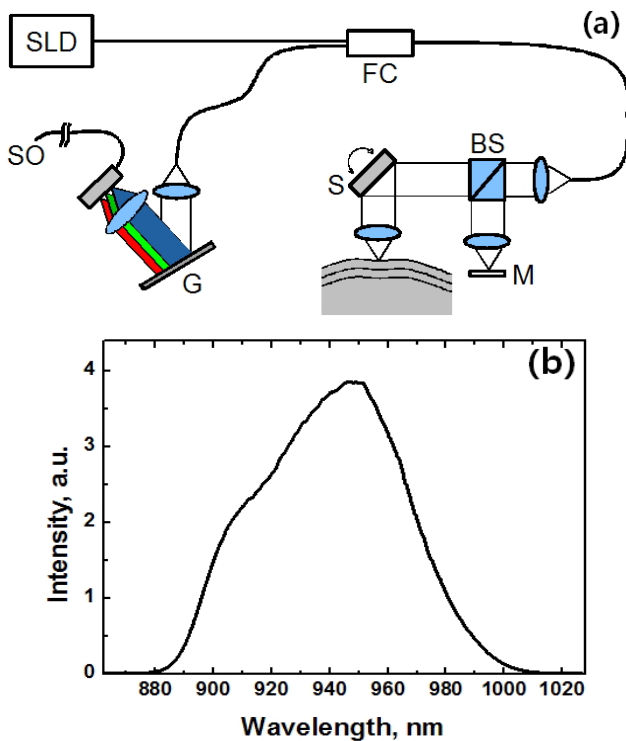 (a)
SLD
FC
SO
BS
S
G
M
(b)
4
3
2
1
0
Intensity, a.u.
880 900 920 940 960 980 1000 1020
Wavelength, nm